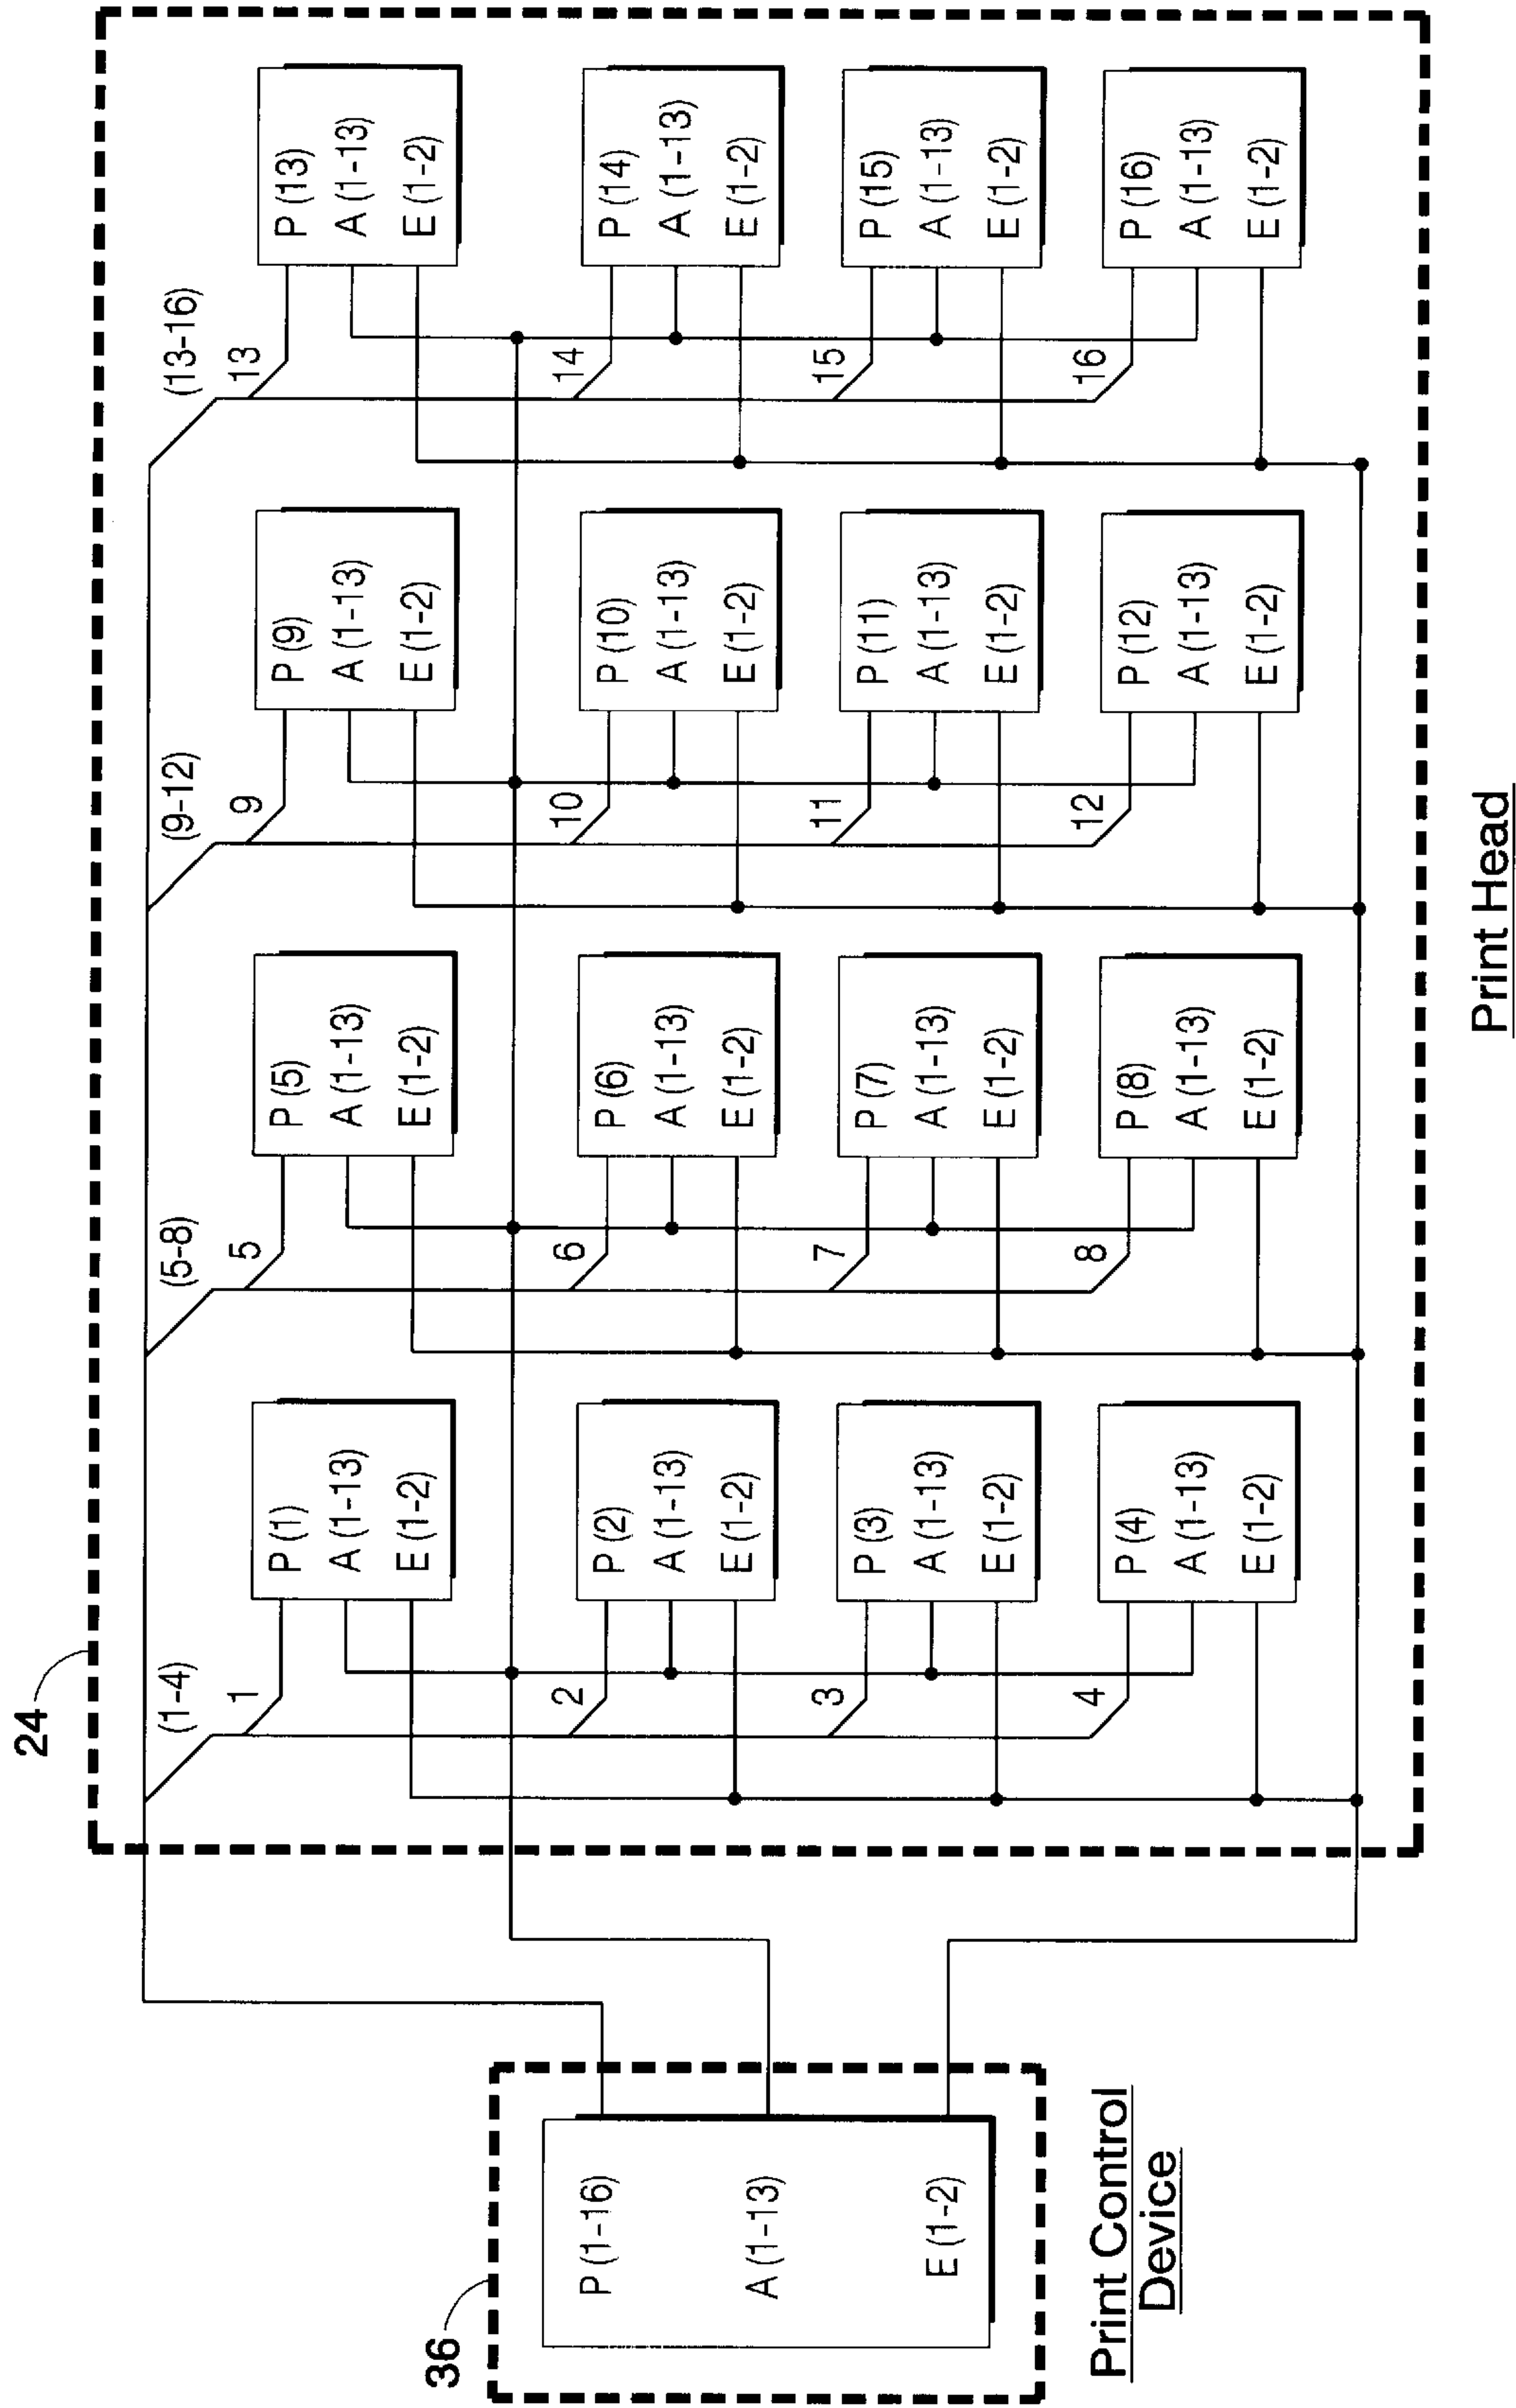 24
(1-4)
(5-8)
(9-12)
(13-16)
1
P (1)
A (1-13)
E (1-2)
5
P (5)
A (1-13)
E (1-2)
9
P (9)
A (1-13)
E (1-2)
13
P (13)
A (1-13)
E (1-2)
2
P (2)
A (1-13)
E (1-2)
6
P (6)
A (1-13)
E (1-2)
10
P (10)
A (1-13)
E (1-2)
14
P (14)
A (1-13)
E (1-2)
3
P (3)
A (1-13)
E (1-2)
7
P (7)
A (1-13)
E (1-2)
11
P (11)
A (1-13)
E (1-2)
15
P (15)
A (1-13)
E (1-2)
4
P (4)
A (1-13)
E (1-2)
8
P (8)
A (1-13)
E (1-2)
12
P (12)
A (1-13)
E (1-2)
16
P (16)
A (1-13)
E (1-2)
36
P (1-16)
A (1-13)
E (1-2)
Print Control
Device
Print Head